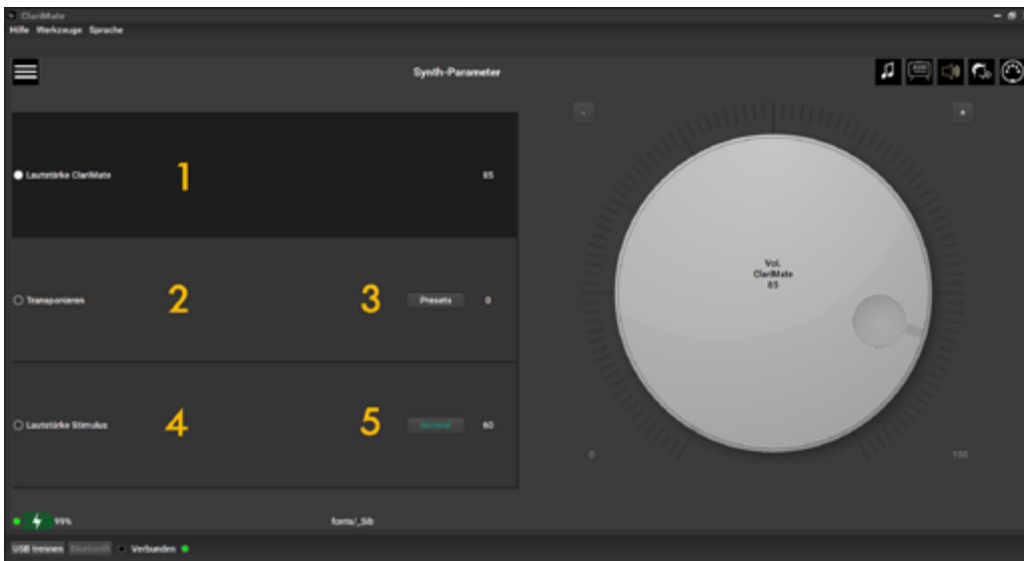 ClariMate
Hilfe Werkzeuge Sprache
Synth-Parameter
- +
Lautstärke ClariMate 1 85
Vol.
ClariMate
85
Transponieren 2 3 Presets 0
Lautstärke Stimulus 4 5 Normal 60
0 100
99% fonts/_Sib
USB trennen Bluetooth Verbunden